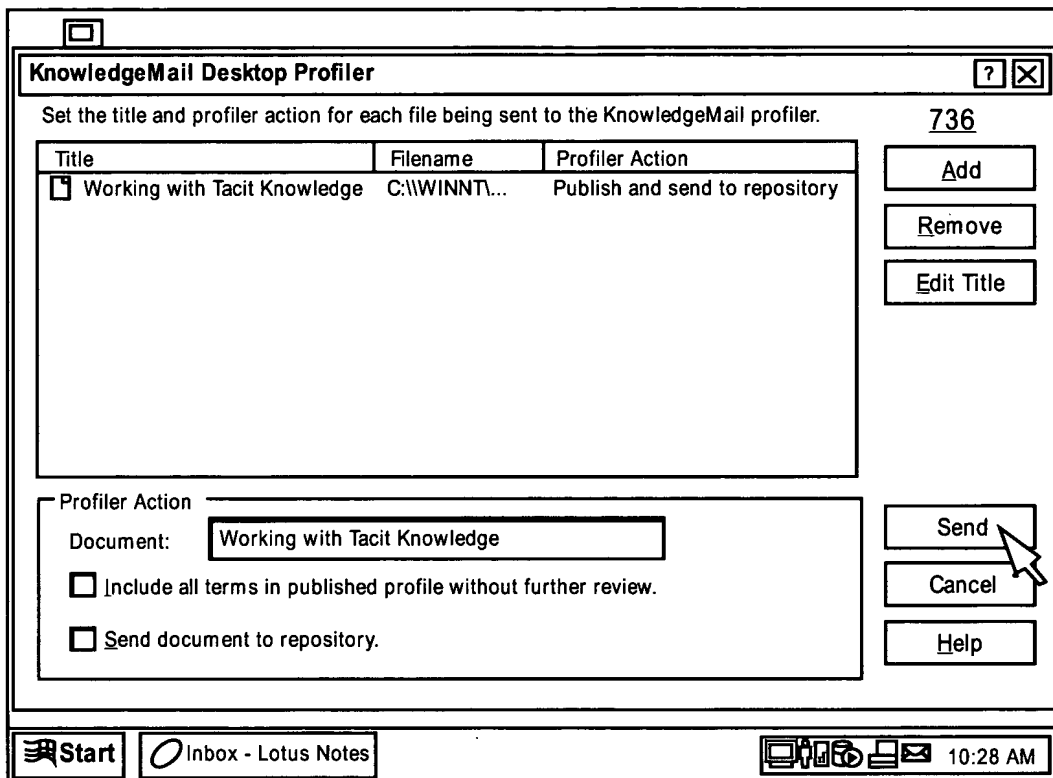 KnowledgeMail Desktop Profiler ?
Set the title and profiler action for each file being sent to the KnowledgeMail profiler.
736
Title Filename Profiler Action
Working with Tacit Knowledge C:\\WINNT\... Publish and send to repository
Add
Remove
Edit Title
Profiler Action
Document: Working with Tacit Knowledge
Include all terms in published profile without further review.
Send document to repository.
Send
Cancel
Help
Start Inbox - Lotus Notes 10:28 AM